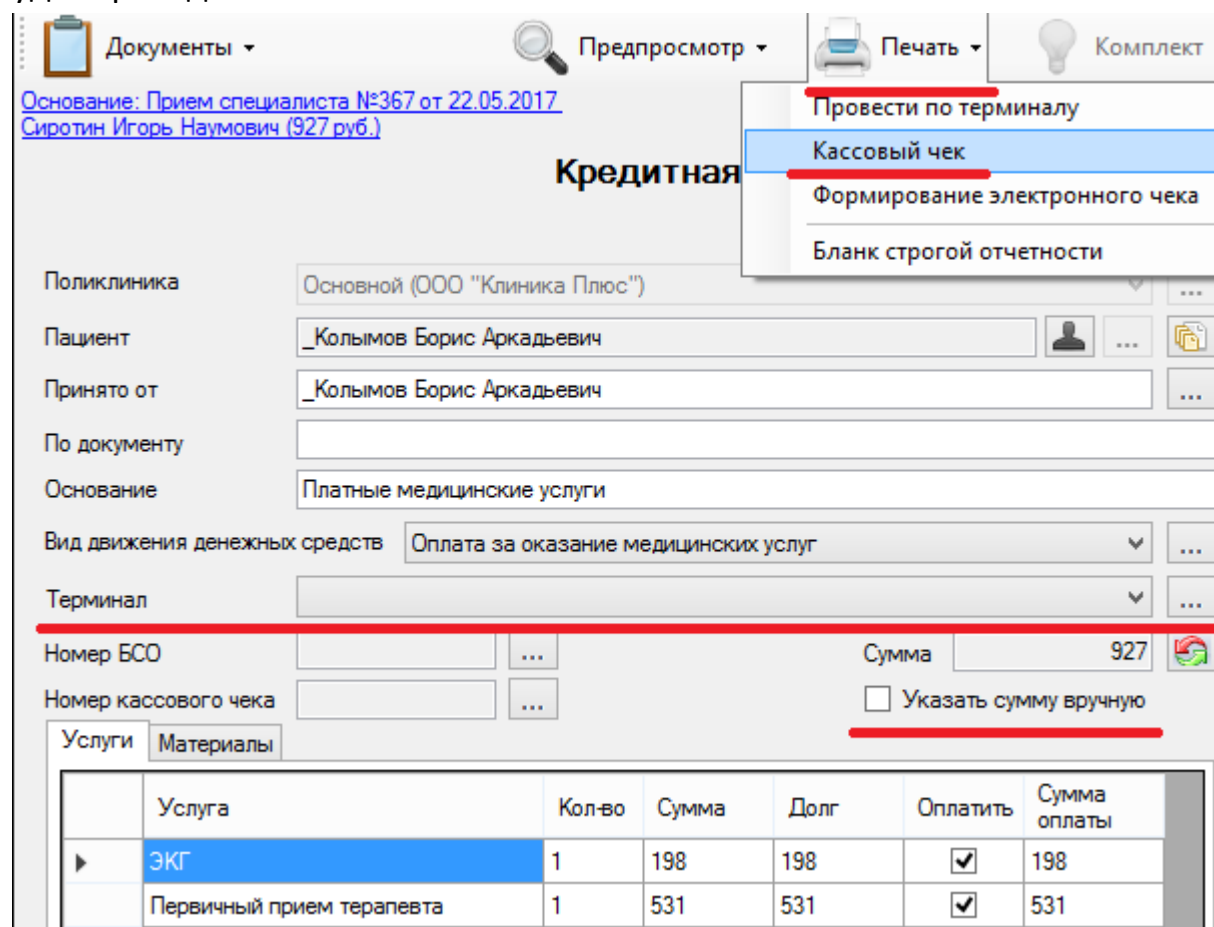 Документы
Предпросмотр
Печать
Комплект
Основание: Прием специалиста №367 от 22.05.2017
Сиротин Игорь Наумович (927 руб.)
Провести по терминалу
Кассовый чек
Формирование электронного чека
Бланк строгой отчетности
Кредитная
Поликлиника
Основной (ООО "Клиника Плюс")
...
Пациент
_Колымов Борис Аркадьевич
...
Принято от
_Колымов Борис Аркадьевич
...
По документу
Основание
Платные медицинские услуги
Вид движения денежных средств
Оплата за оказание медицинских услуг
...
Терминал
...
Номер БСО
...
Сумма
927
Номер кассового чека
...
Указать сумму вручную
Услуги
Материалы
Услуга Кол-во Сумма Долг Оплатить Сумма оплаты
ЭКГ 1 198 198 198
Первичный прием терапевта 1 531 531 531